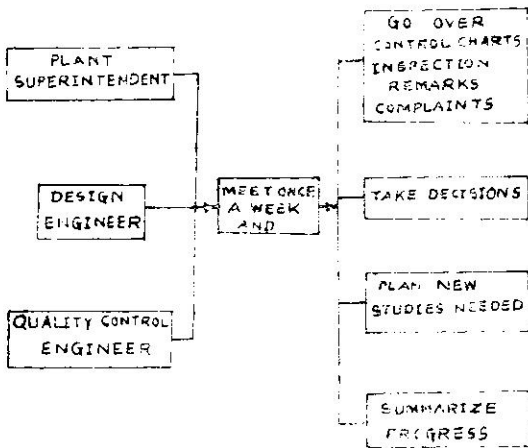 PLANT
SUPERINTENDENT
DESIGN
ENGINEER
QUALITY CONTROL
ENGINEER
MEET ONCE
A WEEK
AND
GO OVER
CONTROL CHARTS
INSPECTION
REMARKS
COMPLAINTS
TAKE DECISIONS
PLAN NEW
STUDIES NEEDED
SUMMARIZE
PROGRESS